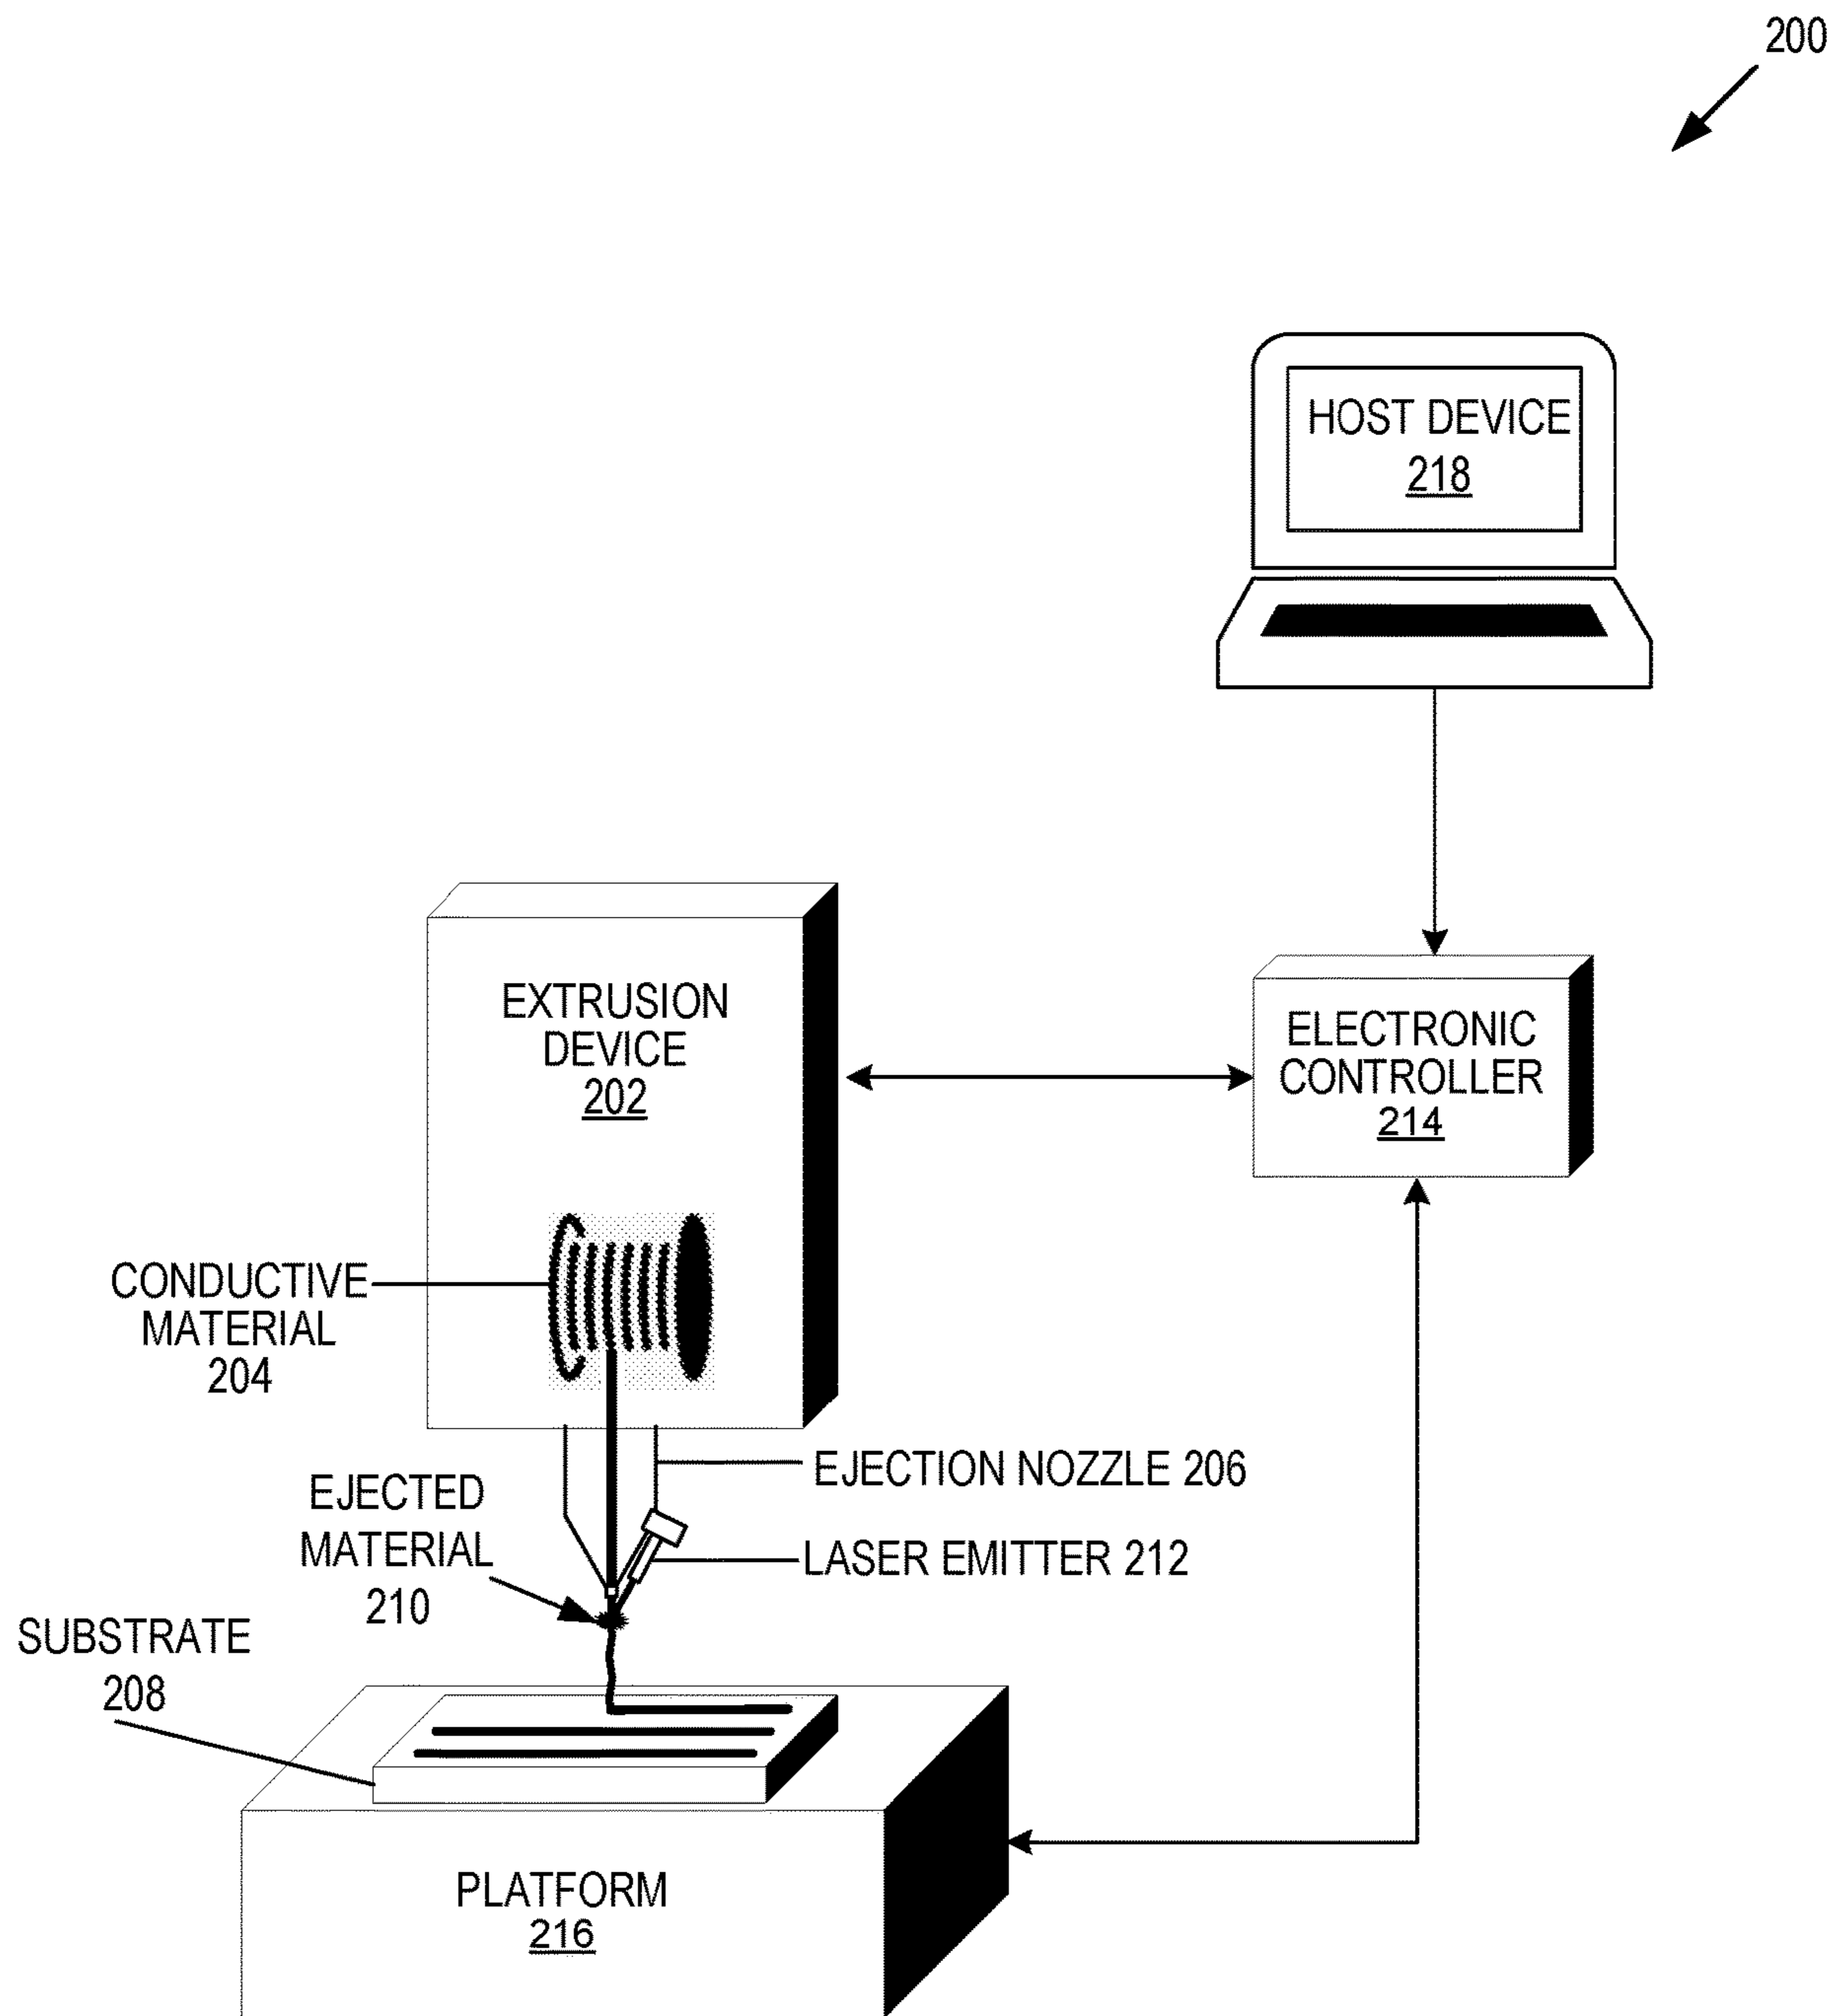 200
HOST DEVICE
218
EXTRUSION
DEVICE
202
ELECTRONIC
CONTROLLER
214
CONDUCTIVE
MATERIAL
204
EJECTION NOZZLE 206
EJECTED
MATERIAL
210
LASER EMITTER 212
SUBSTRATE
208
PLATFORM
216